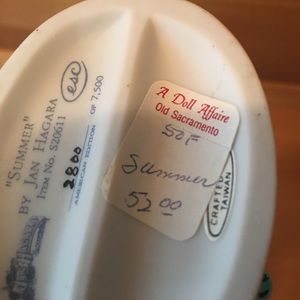 "SUMMER"
BY JAN HAGARA
ITEM NO. S20611
2800
AMERICAN EDITION OF 7,500
esc
A Doll Affaire
Old Sacramento
SOF
Summer
52.00
CRAFTED
TAIWAN